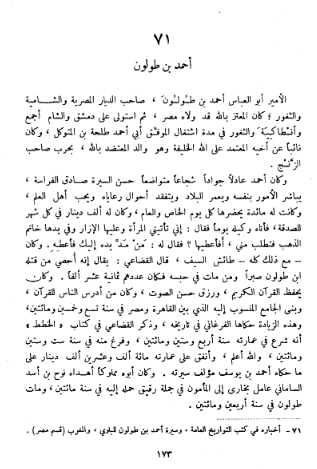 ٧١
أحمد بن طولون
الأمير أبو العباس أحمد بن طُولُون ، صاحب الديار المصرية والشامية
والثغور ؛ كان المعتز بالله قد ولاه مصر ، ثم استولى على دمشق والشام أجمع
وأنطاكيّة والثغور في مدة اشتغال الموفق أبي أحمد طلحة بن المتوكل ، وكان
نائباً عن أخيه المعتمد على الله الخليفة وهو والد المعتضد بالله ، بحرب صاحب
الزَّنْج .
وكان أحمد عادلاً جواداً شجاعاً متواضعاً حسن السيرة صادق الفراسة ،
يباشر الأمور بنفسه ويعمر البلاد ويتفقد أحوال رعاياه ويحب أهل العلم ،
وكانت له مائدة يحضرها كل يوم الخاص والعام ، وكان له ألف دينار في كل شهر
للصدقة ، فأتاه وكيله يوماً فقال : إني تأتيني المرأة وعليها الإزار وفي يدها خاتم
الذهب فتطلب مني ، أفأعطيها ؟ فقال له : مَنْ مَدَّ يده إليك فأعطه . وكان
– مع ذلك كله – طائش السيف ، قال القضاعي : يقال إنه أحصي من قتله
ابن طولون صبراً ومن مات في حبسه فكان عددهم ثمانية عشر ألفاً . وكان
يحفظ القرآن الكريم ، ورزق حسن الصوت ، وكان من أدرس الناس للقرآن ،
وبنى الجامع المنسوب إليه الذي بين القاهرة ومصر في سنة تسع وخمسين ومائتين،
وهذه الزيادة حكاها الفرغاني في تاريخه ، وذكر القضاعي في كتاب « الخطط »
أنه شرع في عمارته سنة أربع وستين ومائتين ، وفرغ منه في سنة ست وستين
ومائتين ، والله أعلم ، وأنفق على عمارته مائة ألف وعشرين ألف دينار على
ما حكاه أحمد بن يوسف مؤلف سيرته . وكان أبوه مملوكاً أهداه نوح بن أسد
الساماني عامل بخارى إلى المأمون في جملة رقيق حمله إليه في سنة مائتين ، ومات
طولون في سنة أربعين ومائتين .
٧١ – أخباره في كتب التواريخ العامة ، وسيرة أحمد بن طولون للبلوي ، والمغرب (قسم مصر) .
١٧٣